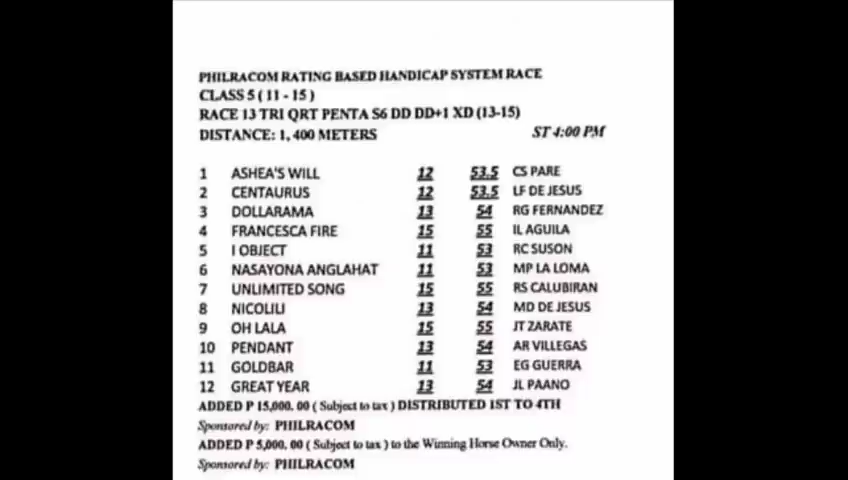 PHILRACOM RATING BASED HANDICAP SYSTEM RACE
CLASS 5 ( 11 - 15 )
RACE 13 TRI QRT PENTA S6 DD DD+1 XD (13-15)
DISTANCE: 1, 400 METERS ST 4:00 PM
1 ASHEA'S WILL 12 53.5 CS PARE
2 CENTAURUS 12 53.5 LF DE JESUS
3 DOLLARAMA 13 54 RG FERNANDEZ
4 FRANCESCA FIRE 15 55 IL AGUILA
5 I OBJECT 11 53 RC SUSON
6 NASAYONA ANGLAHAT 11 53 MP LA LOMA
7 UNLIMITED SONG 15 55 RS CALUBIRAN
8 NICOLILI 13 54 MD DE JESUS
9 OH LALA 15 55 JT ZARATE
10 PENDANT 13 54 AR VILLEGAS
11 GOLDBAR 11 53 EG GUERRA
12 GREAT YEAR 13 54 JL PAANO
ADDED P 15,000. 00 ( Subject to tax ) DISTRIBUTED 1ST TO 4TH
Sponsored by: PHILRACOM
ADDED P 5,000. 00 ( Subject to tax ) to the Winning Horse Owner Only.
Sponsored by: PHILRACOM